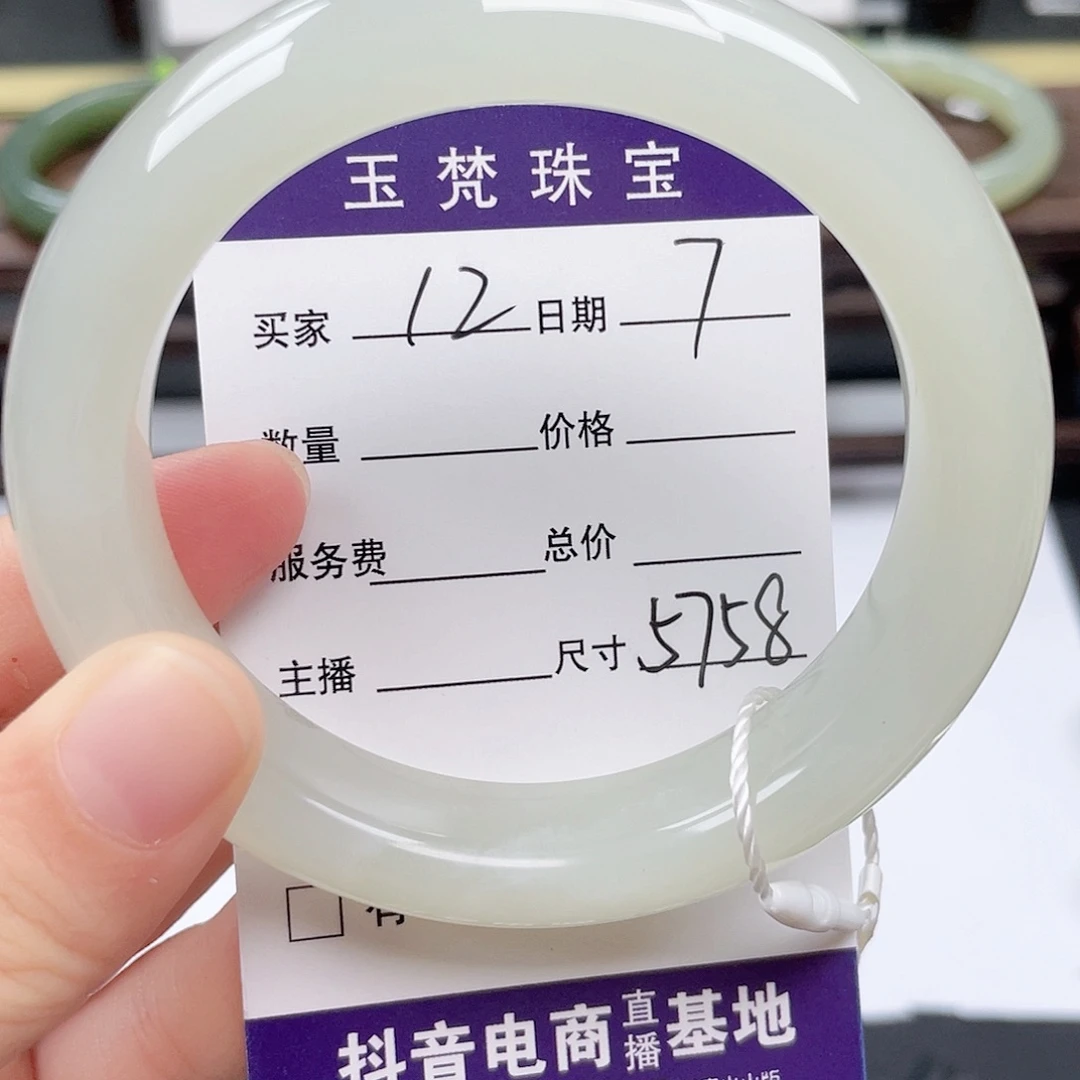 玉梵珠宝
买家 12 日期 7
数量 价格
服务费 总价
主播 尺寸 5758
有
抖音电商直播基地